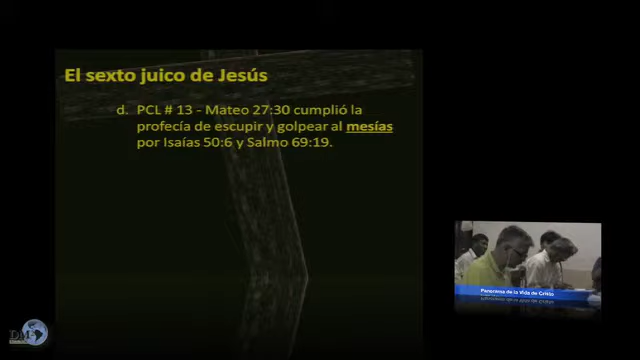 El sexto juico de Jesús
d. PCL # 13 - Mateo 27:30 cumplió la
profecía de escupir y golpear al mesías
por Isaías 50:6 y Salmo 69:19.
Panorama de la Vida de Cristo
DM